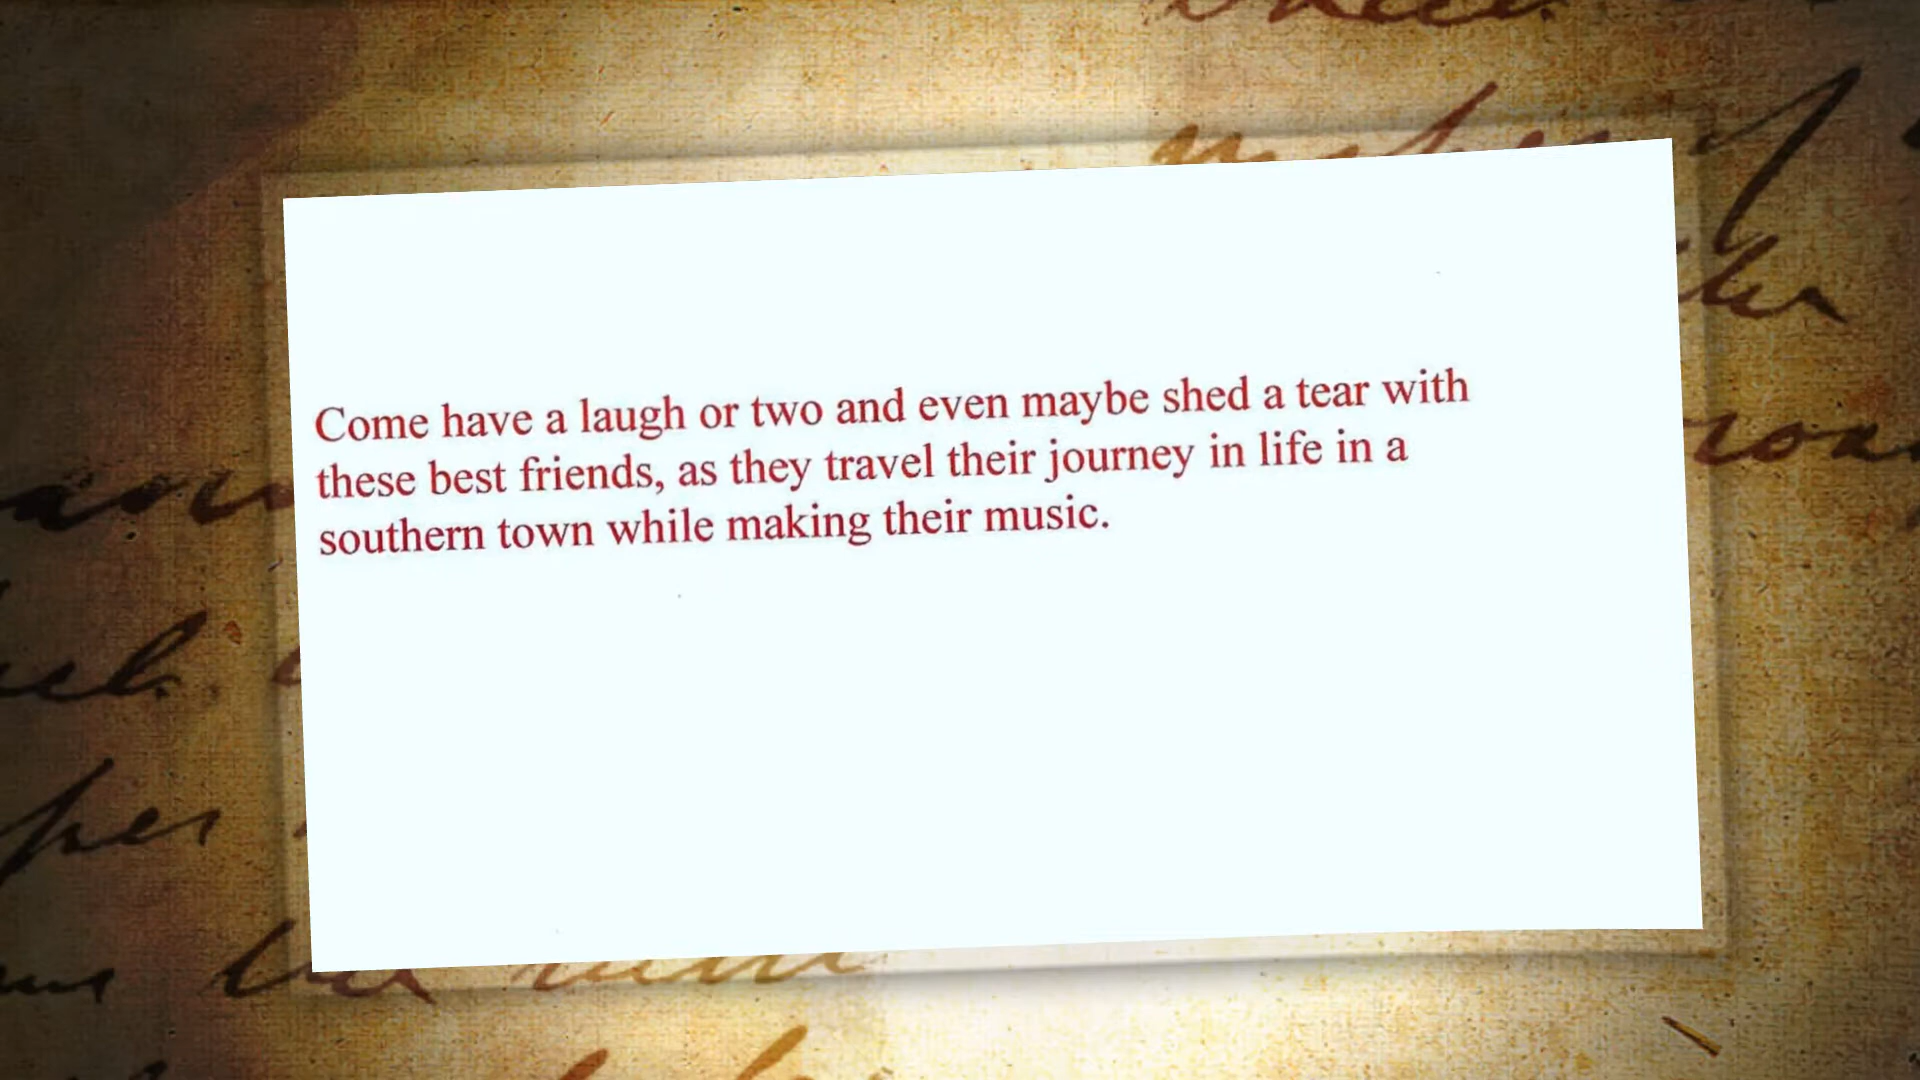 Come have a laugh or two and even maybe shed a tear with
these best friends, as they travel their journey in life in a
southern town while making their music.